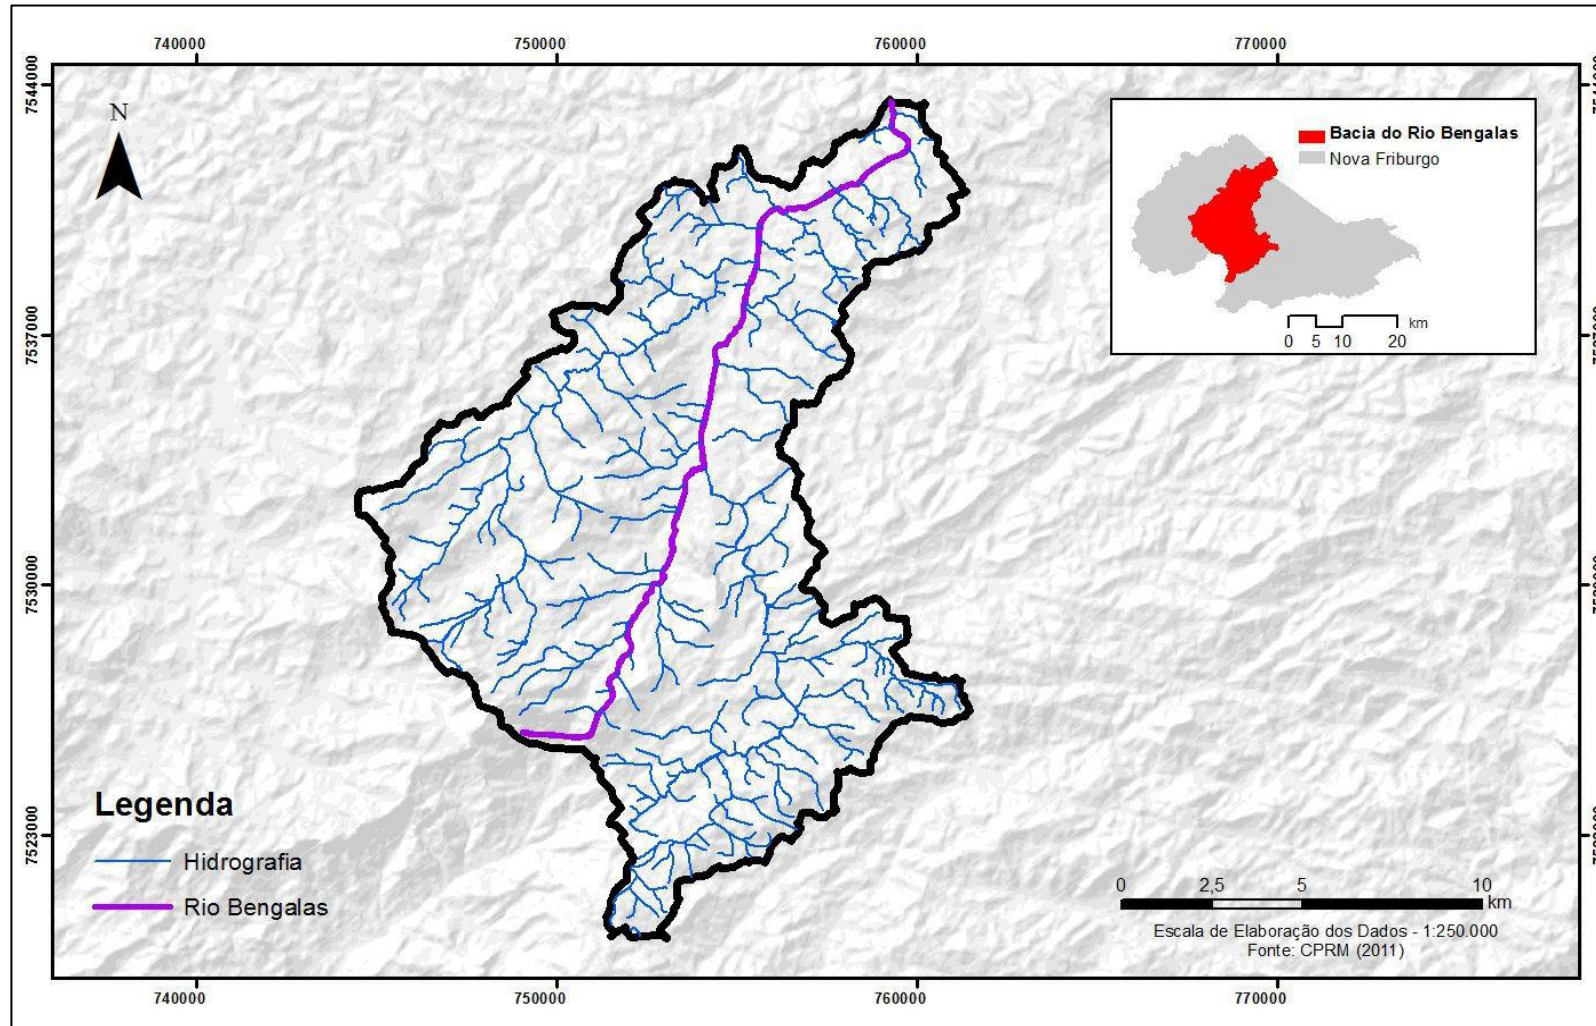 740000 750000 760000 770000
7544000
N
Bacia do Rio Bengalas
Nova Friburgo
km
0 5 10 20
7537000
7530000
7523000
Legenda
Hidrografia
Rio Bengalas
0 2,5 5 10
km
Escala de Elaboração dos Dados - 1:250.000
Fonte: CPRM (2011)
740000 750000 760000 770000